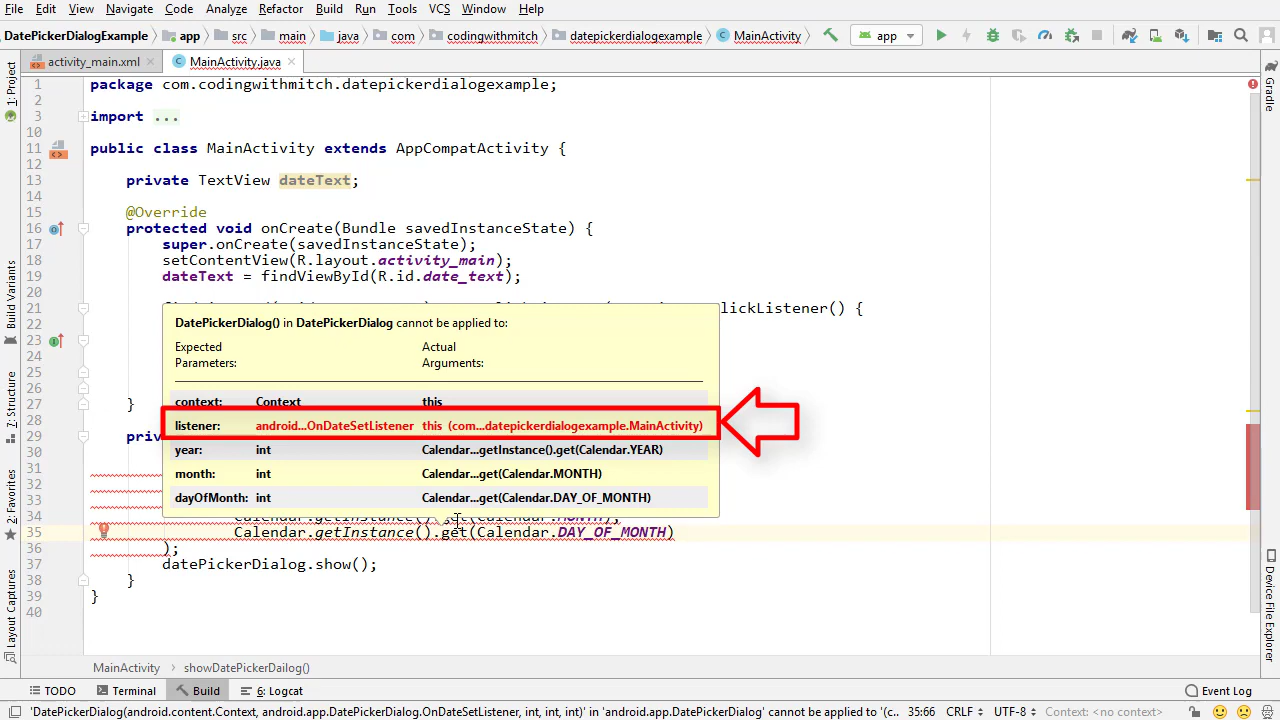 File Edit View Navigate Code Analyze Refactor Build Run Tools VCS Window Help
DatePickerDialogExample app src main java com codingwithmitch datepickerdialogexample MainActivity app
activity_main.xml MainActivity.java
1: Project
Build Variants
7: Structure
2: Favorites
Layout Captures
1 package com.codingwithmitch.datepickerdialogexample;
2
3 import ...
10
11 public class MainActivity extends AppCompatActivity {
12
13 private TextView dateText;
14
15 @Override
16 protected void onCreate(Bundle savedInstanceState) {
17 super.onCreate(savedInstanceState);
18 setContentView(R.layout.activity_main);
19 dateText = findViewById(R.id.date_text);
20
21 lickListener() {
22
23
24
25
26
27 }
28
29 pri
30
31
32
33
34 Calendar.getInstance().get(Calendar.MONTH),
35 Calendar.getInstance().get(Calendar.DAY_OF_MONTH)
36 );
37 datePickerDialog.show();
38 }
39 }
40
DatePickerDialog() in DatePickerDialog cannot be applied to:
Expected Actual
Parameters: Arguments:
context: Context this
listener: android...OnDateSetListener this (com...datepickerdialogexample.MainActivity)
year: int Calendar...getInstance().get(Calendar.YEAR)
month: int Calendar...get(Calendar.MONTH)
dayOfMonth: int Calendar...get(Calendar.DAY_OF_MONTH)
Gradle
Device File Explorer
MainActivity › showDatePickerDailog()
TODO Terminal Build 6: Logcat Event Log
'DatePickerDialog(android.content.Context, android.app.DatePickerDialog.OnDateSetListener, int, int, int)' in 'android.app.DatePickerDialog' cannot be applied to '(c... 35:66 CRLF UTF-8 Context: <no context>